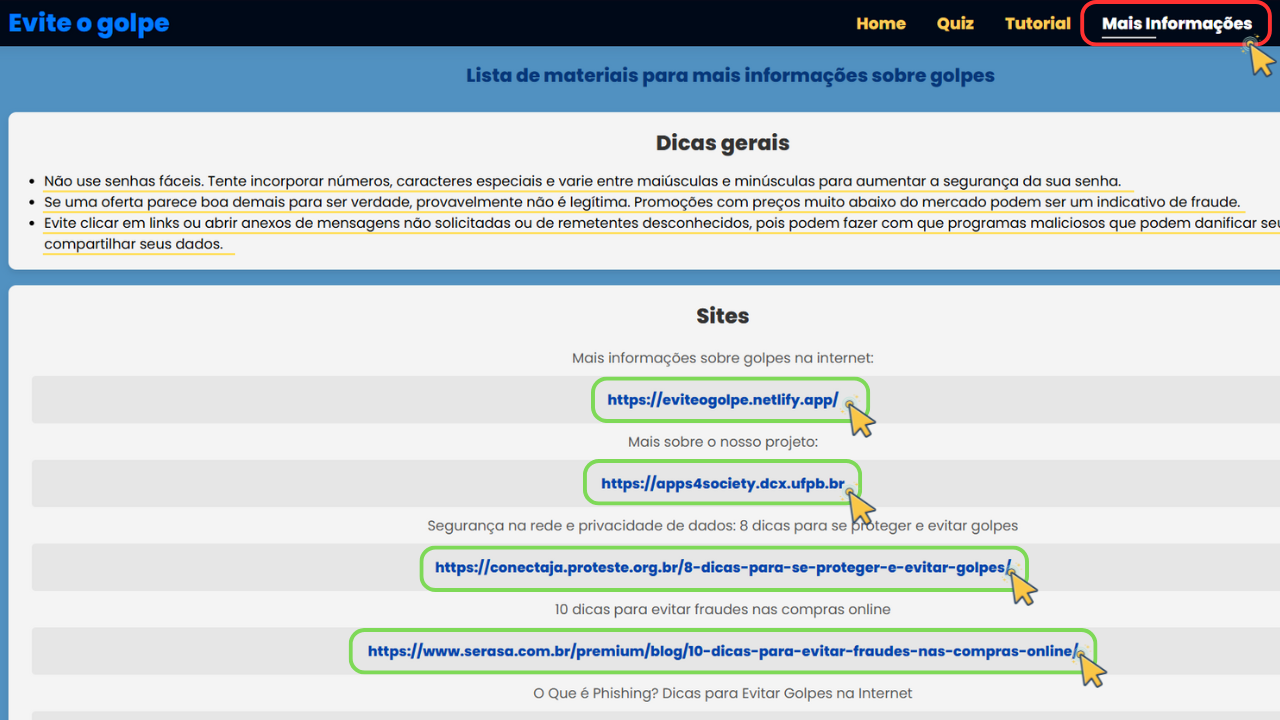 Evite o golpe
Home
Quiz
Tutorial
Mais Informações
Lista de materiais para mais informações sobre golpes
Dicas gerais
Não use senhas fáceis. Tente incorporar números, caracteres especiais e varie entre maiúsculas e minúsculas para aumentar a segurança da sua senha.
Se uma oferta parece boa demais para ser verdade, provavelmente não é legítima. Promoções com preços muito abaixo do mercado podem ser um indicativo de fraude.
Evite clicar em links ou abrir anexos de mensagens não solicitadas ou de remetentes desconhecidos, pois podem fazer com que programas maliciosos que podem danificar
compartilhar seus dados.
Sites
Mais informações sobre golpes na internet:
https://eviteogolpe.netlify.app/
Mais sobre o nosso projeto:
https://apps4society.dcx.ufpb.br
Segurança na rede e privacidade de dados: 8 dicas para se proteger e evitar golpes
https://conectaja.proteste.org.br/8-dicas-para-se-proteger-e-evitar-golpes/
10 dicas para evitar fraudes nas compras online
https://www.serasa.com.br/premium/blog/10-dicas-para-evitar-fraudes-nas-compras-online/
O Que é Phishing? Dicas para Evitar Golpes na Internet